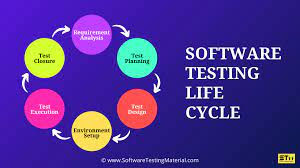 Requirement
Analysis
Test
Planning
Test
Design
Environment
Setup
Test
Execution
Test
Closure
SOFTWARE
TESTING
LIFE
CYCLE
© www.SoftwareTestingMaterial.com